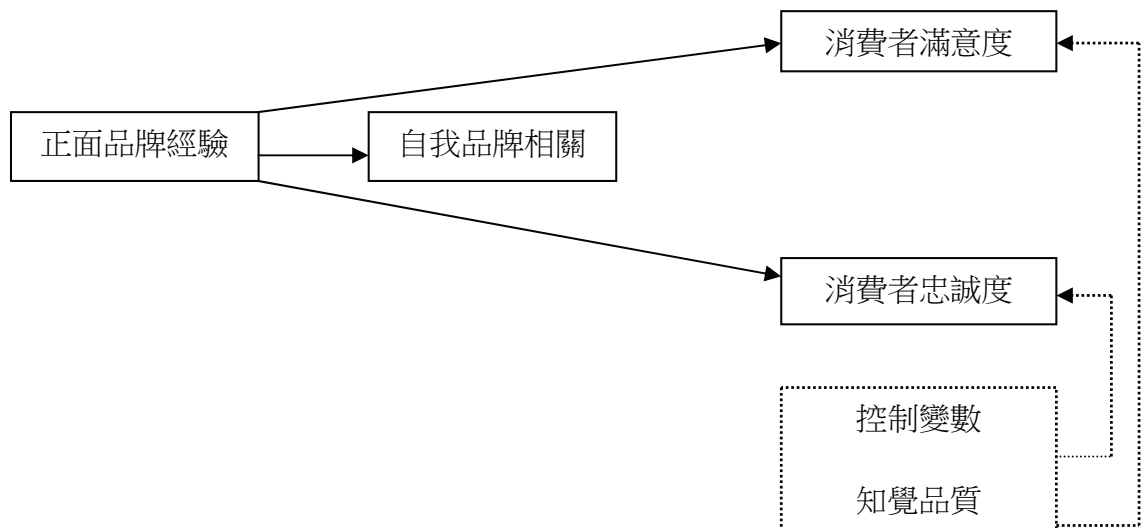 消費者滿意度
正面品牌經驗
自我品牌相關
消費者忠誠度
控制變數
知覺品質